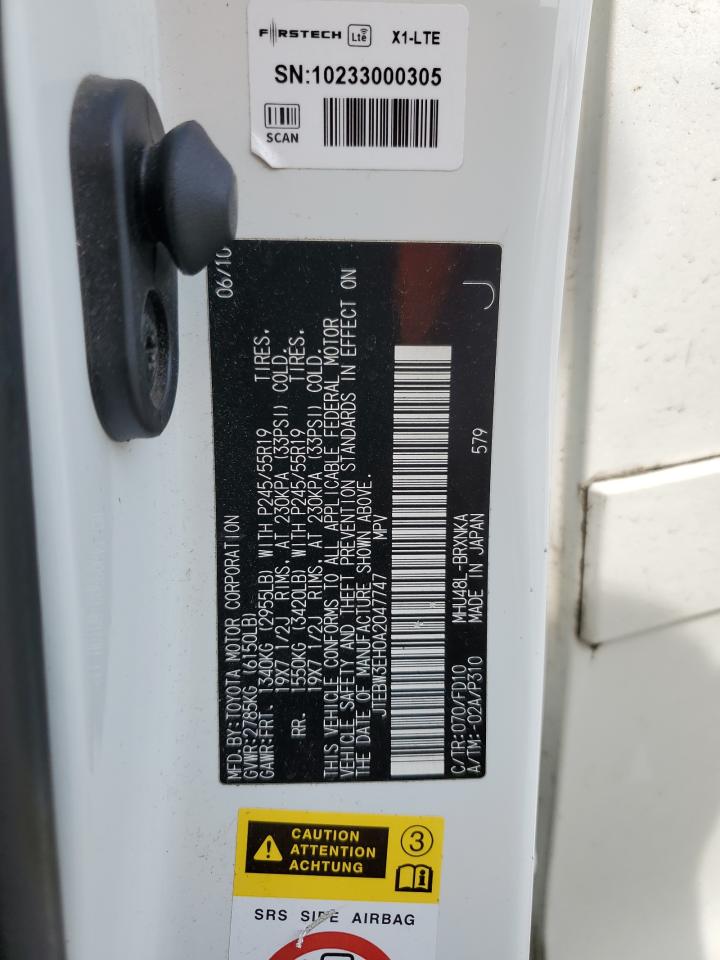 FIRSTECH Lte X1-LTE
SN:10233000305
SCAN
06/10
MFD.BY:TOYOTA MOTOR CORPORATION
GVWR:2785KG (6150LB)
GAWR:FRT. 1340KG (2955LB) WITH P245/55R19 TIRES.
19X7 1/2J RIMS, AT 230KPA (33PSI) COLD.
RR. 1550KG (3420LB) WITH P245/55R19 TIRES.
19X7 1/2J RIMS, AT 230KPA (33PSI) COLD.
THIS VEHICLE CONFORMS TO ALL APPLICABLE FEDERAL MOTOR
VEHICLE SAFETY AND THEFT PREVENTION STANDARDS IN EFFECT ON
THE DATE OF MANUFACTURE SHOWN ABOVE.
JTEBW3EH0A2047747 MPV
C/TR:070/FD10 MHU48L-BRXNKA 579
A/TM:-02A/P310 MADE IN JAPAN
J
CAUTION
ATTENTION
ACHTUNG
3
i
SRS SIDE AIRBAG